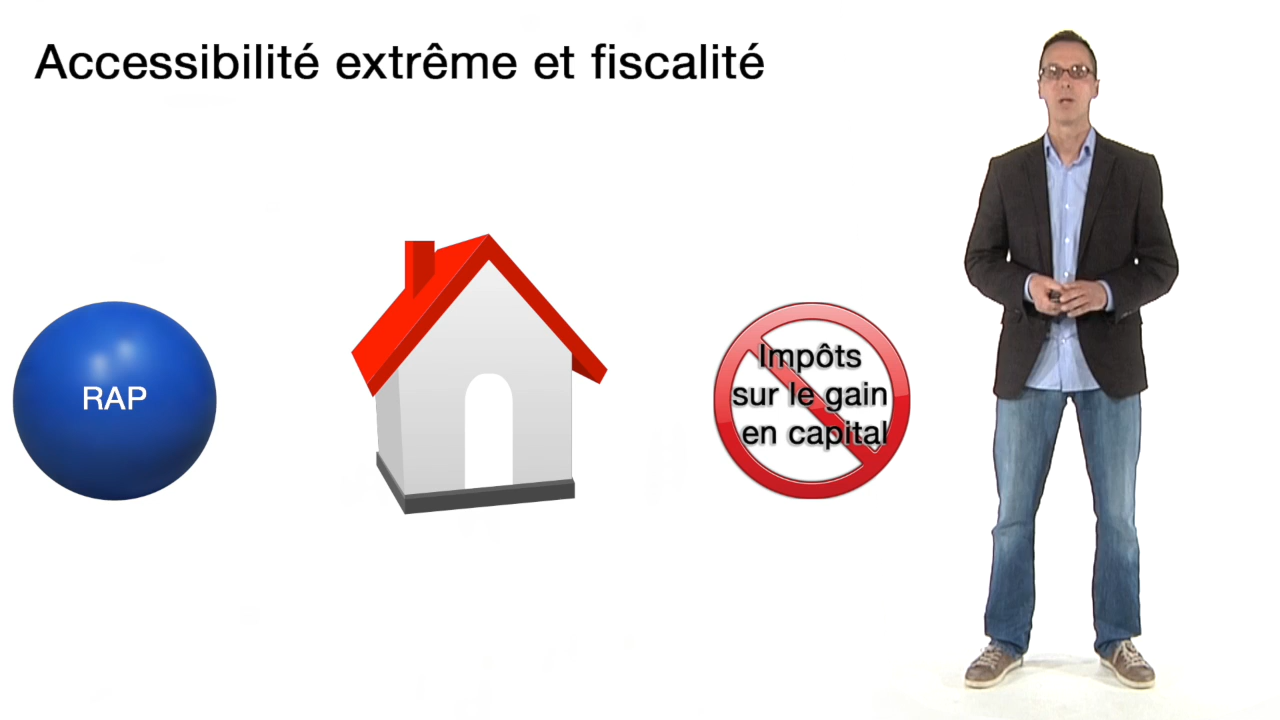 Accessibilité extrême et fiscalité
RAP
Impôts
sur le gain
en capital